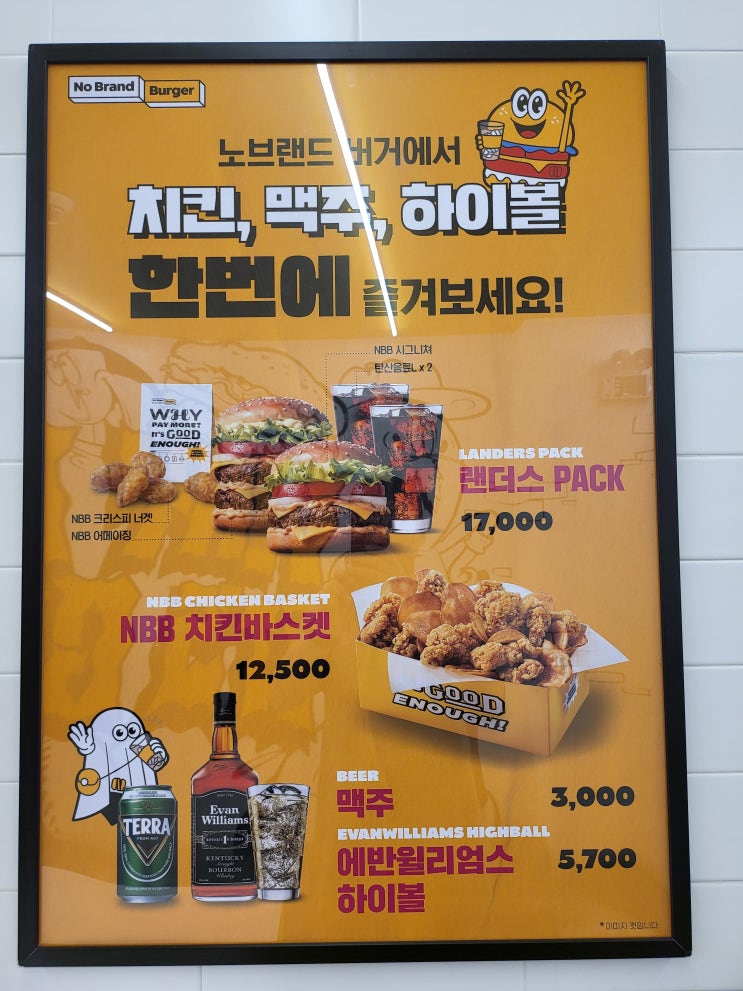 No Brand Burger
노브랜드 버거에서
치킨, 맥주, 하이볼
한번에 즐겨보세요!
NBB 시그니쳐
탄산음료L x 2
WHY
PAY MORE?
It's GOOD
ENOUGH!
LANDERS PACK
랜더스 PACK
17,000
NBB 크리스피 너겟
NBB 어메이징
NBB CHICKEN BASKET
NBB 치킨바스켓
12,500
GOOD
ENOUGH!
BEER
맥주 3,000
EVANWILLIAMS HIGHBALL
에반윌리엄스 5,700
하이볼
TERRA
Evan
Williams
KENTUCKY
Straight
BOURBON
Whiskey
*이미지 컷입니다.